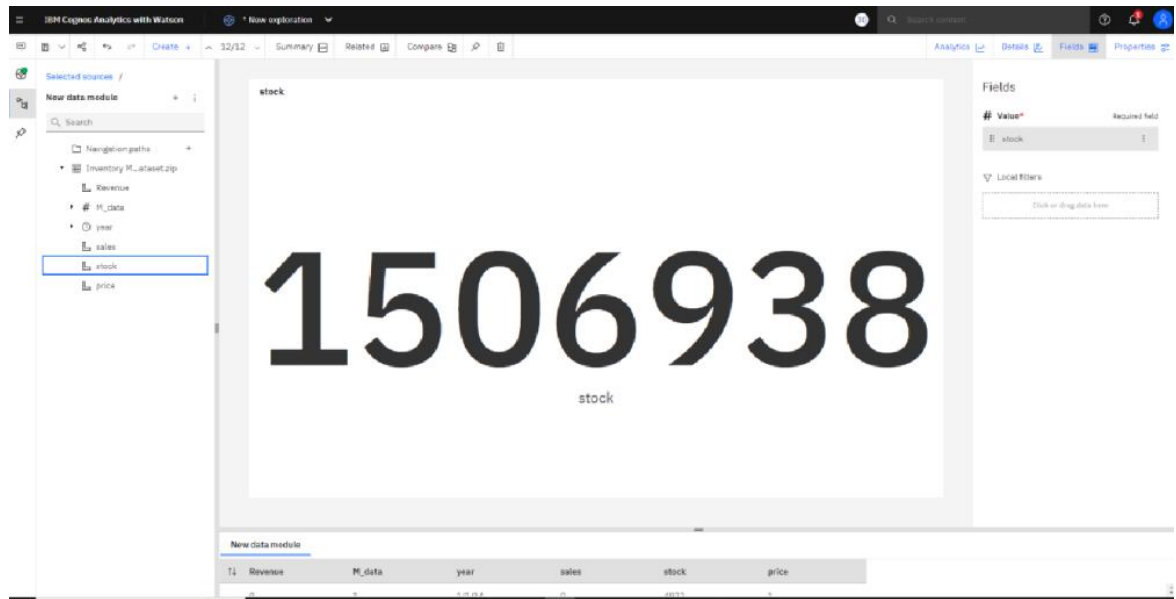 IBM Cognos Analytics with Watson
* New exploration
Search content
Create +
12/12
Summary
Related
Compare
Analytics
Details
Fields
Properties
Selected sources /
New data module
Search
Navigation paths
Inventory M...ataset.zip
Revenue
M_data
year
sales
stock
price
stock
1506938
stock
Fields
# Value*
Required field
stock
Local filters
Click or drag data here
New data module
Revenue M_data year sales stock price